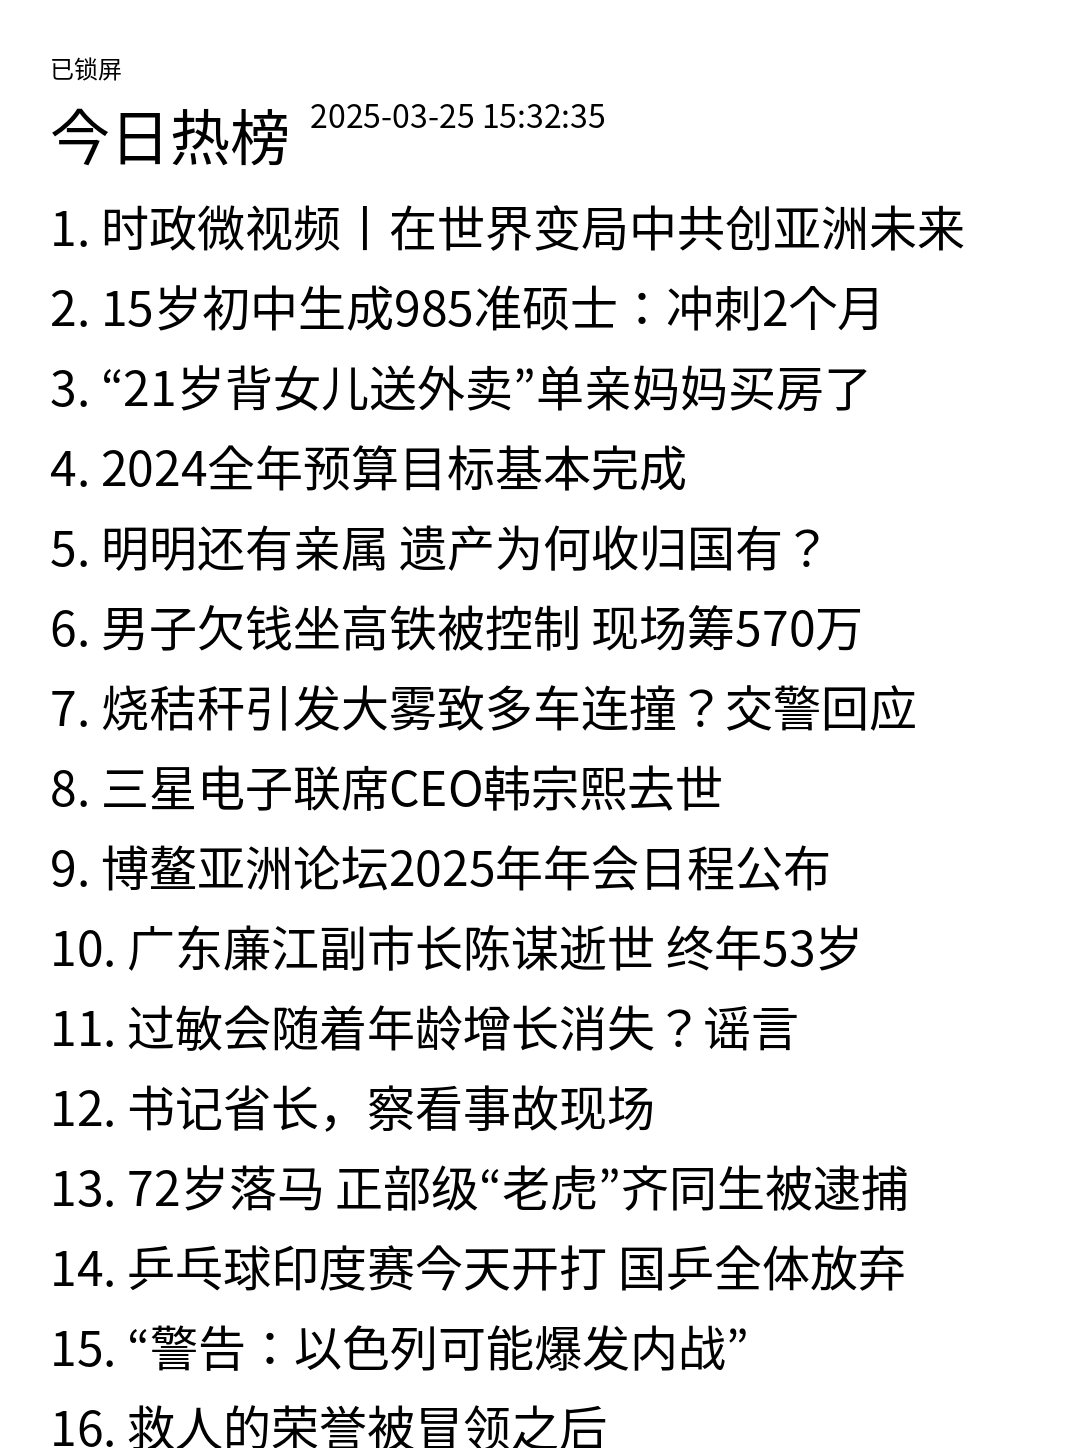 已锁屏
今日热榜 2025-03-25 15:32:35
1. 时政微视频丨在世界变局中共创亚洲未来
2. 15岁初中生成985准硕士：冲刺2个月
3. “21岁背女儿送外卖”单亲妈妈买房了
4. 2024全年预算目标基本完成
5. 明明还有亲属 遗产为何收归国有？
6. 男子欠钱坐高铁被控制 现场筹570万
7. 烧秸秆引发大雾致多车连撞？交警回应
8. 三星电子联席CEO韩宗熙去世
9. 博鳌亚洲论坛2025年年会日程公布
10. 广东廉江副市长陈谋逝世 终年53岁
11. 过敏会随着年龄增长消失？谣言
12. 书记省长，察看事故现场
13. 72岁落马 正部级“老虎”齐同生被逮捕
14. 乒乓球印度赛今天开打 国乒全体放弃
15. “警告：以色列可能爆发内战”
16. 救人的荣誉被冒领之后